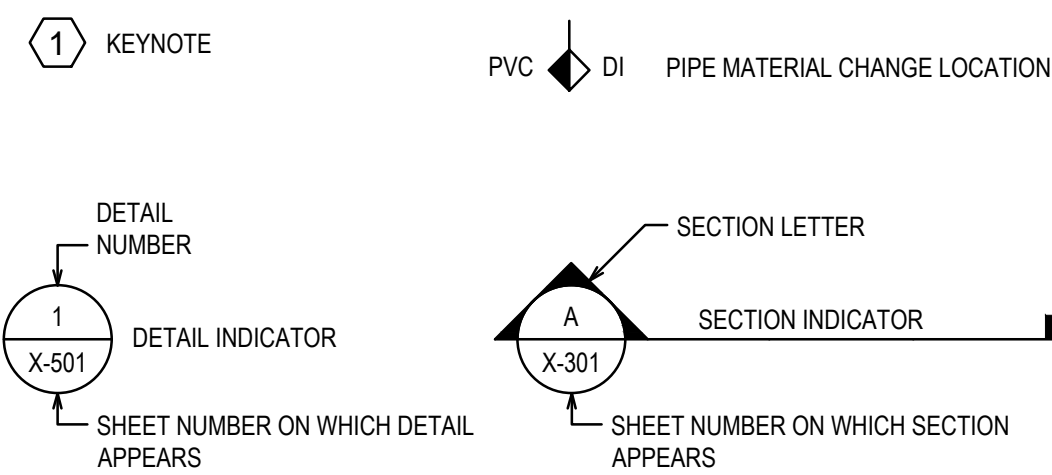 1 KEYNOTE
PVC DI PIPE MATERIAL CHANGE LOCATION
DETAIL
NUMBER
1
X-501
DETAIL INDICATOR
SHEET NUMBER ON WHICH DETAIL
APPEARS
SECTION LETTER
A
X-301
SECTION INDICATOR
SHEET NUMBER ON WHICH SECTION
APPEARS